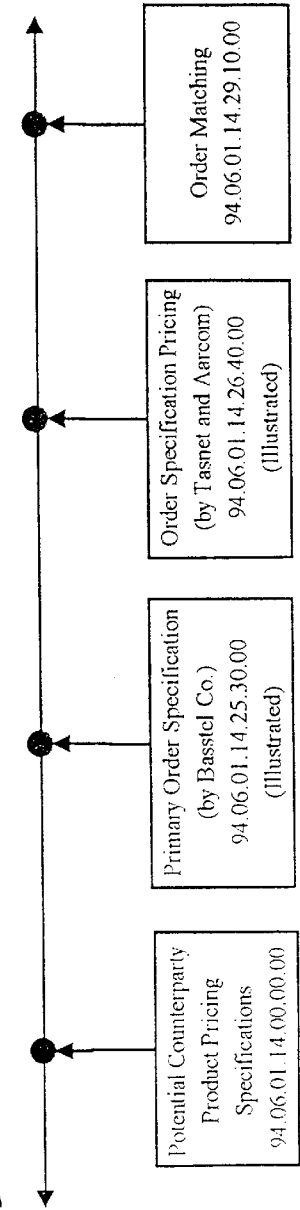 Potential Counterparty
Product Pricing
Specifications
94.06.01.14.00.00.00
Primary Order Specification
(by Basstel Co.)
94.06.01.14.25.30.00
(Illustrated)
Order Specification Pricing
(by Tasnet and Aarcom)
94.06.01.14.26.40.00
(Illustrated)
Order Matching
94.06.01.14.29.10.00